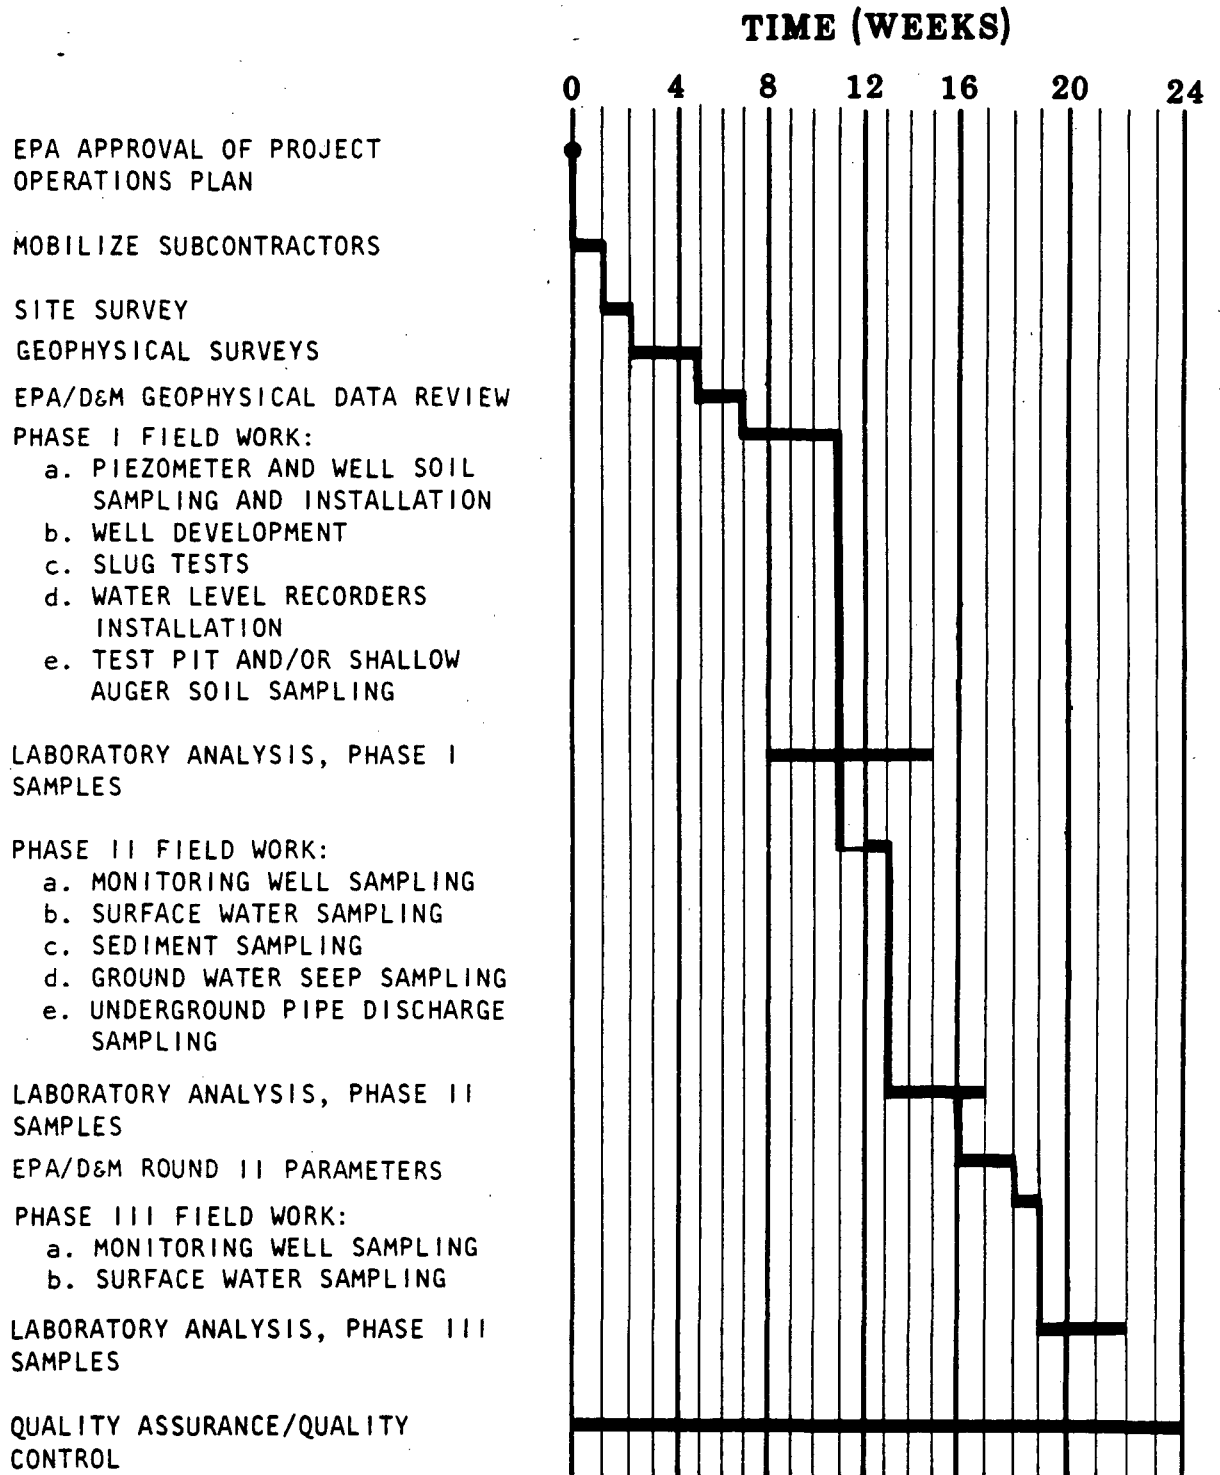 TIME (WEEKS)
0 4 8 12 16 20 24
EPA APPROVAL OF PROJECT
OPERATIONS PLAN
MOBILIZE SUBCONTRACTORS
SITE SURVEY
GEOPHYSICAL SURVEYS
EPA/D&M GEOPHYSICAL DATA REVIEW
PHASE I FIELD WORK:
a. PIEZOMETER AND WELL SOIL
SAMPLING AND INSTALLATION
b. WELL DEVELOPMENT
c. SLUG TESTS
d. WATER LEVEL RECORDERS
INSTALLATION
e. TEST PIT AND/OR SHALLOW
AUGER SOIL SAMPLING
LABORATORY ANALYSIS, PHASE I
SAMPLES
PHASE II FIELD WORK:
a. MONITORING WELL SAMPLING
b. SURFACE WATER SAMPLING
c. SEDIMENT SAMPLING
d. GROUND WATER SEEP SAMPLING
e. UNDERGROUND PIPE DISCHARGE
SAMPLING
LABORATORY ANALYSIS, PHASE II
SAMPLES
EPA/D&M ROUND II PARAMETERS
PHASE III FIELD WORK:
a. MONITORING WELL SAMPLING
b. SURFACE WATER SAMPLING
LABORATORY ANALYSIS, PHASE III
SAMPLES
QUALITY ASSURANCE/QUALITY
CONTROL